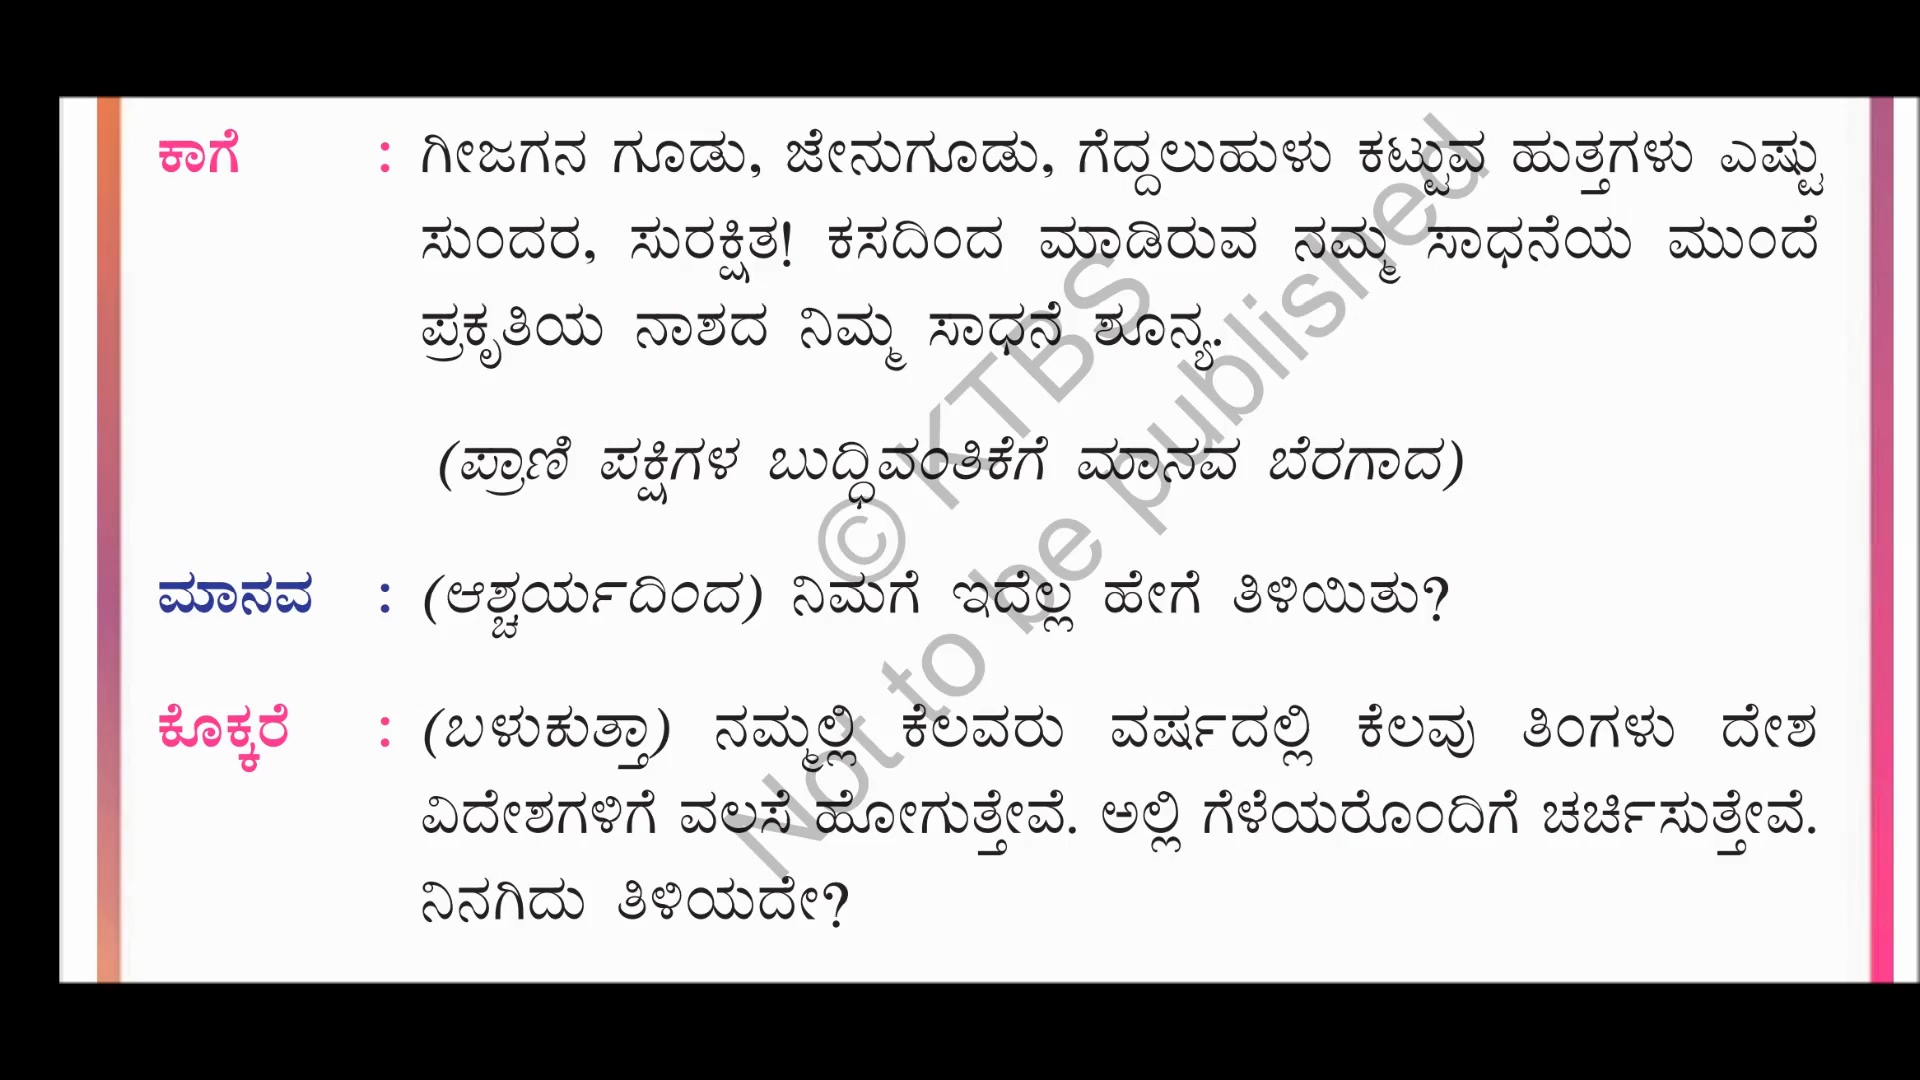 ಕಾಗೆ : ಗೀಜಗನ ಗೂಡು, ಜೇನುಗೂಡು, ಗೆದ್ದಲುಹುಳು ಕಟ್ಟುವ ಹುತ್ತಗಳು ಎಷ್ಟು
ಸುಂದರ, ಸುರಕ್ಷಿತ! ಕಸದಿಂದ ಮಾಡಿರುವ ನಮ್ಮ ಸಾಧನೆಯ ಮುಂದೆ
ಪ್ರಕೃತಿಯ ನಾಶದ ನಿಮ್ಮ ಸಾಧನೆ ಶೂನ್ಯ.
(ಪ್ರಾಣಿ ಪಕ್ಷಿಗಳ ಬುದ್ಧಿವಂತಿಕೆಗೆ ಮಾನವ ಬೆರಗಾದ)
ಮಾನವ : (ಆಶ್ಚರ್ಯದಿಂದ) ನಿಮಗೆ ಇದೆಲ್ಲ ಹೇಗೆ ತಿಳಿಯಿತು?
ಕೊಕ್ಕರೆ : (ಬಳುಕುತ್ತಾ) ನಮ್ಮಲ್ಲಿ ಕೆಲವರು ವರ್ಷದಲ್ಲಿ ಕೆಲವು ತಿಂಗಳು ದೇಶ
ವಿದೇಶಗಳಿಗೆ ವಲಸೆ ಹೋಗುತ್ತೇವೆ. ಅಲ್ಲಿ ಗೆಳೆಯರೊಂದಿಗೆ ಚರ್ಚಿಸುತ್ತೇವೆ.
ನಿನಗಿದು ತಿಳಿಯದೇ?
© KTBS
Not to be published